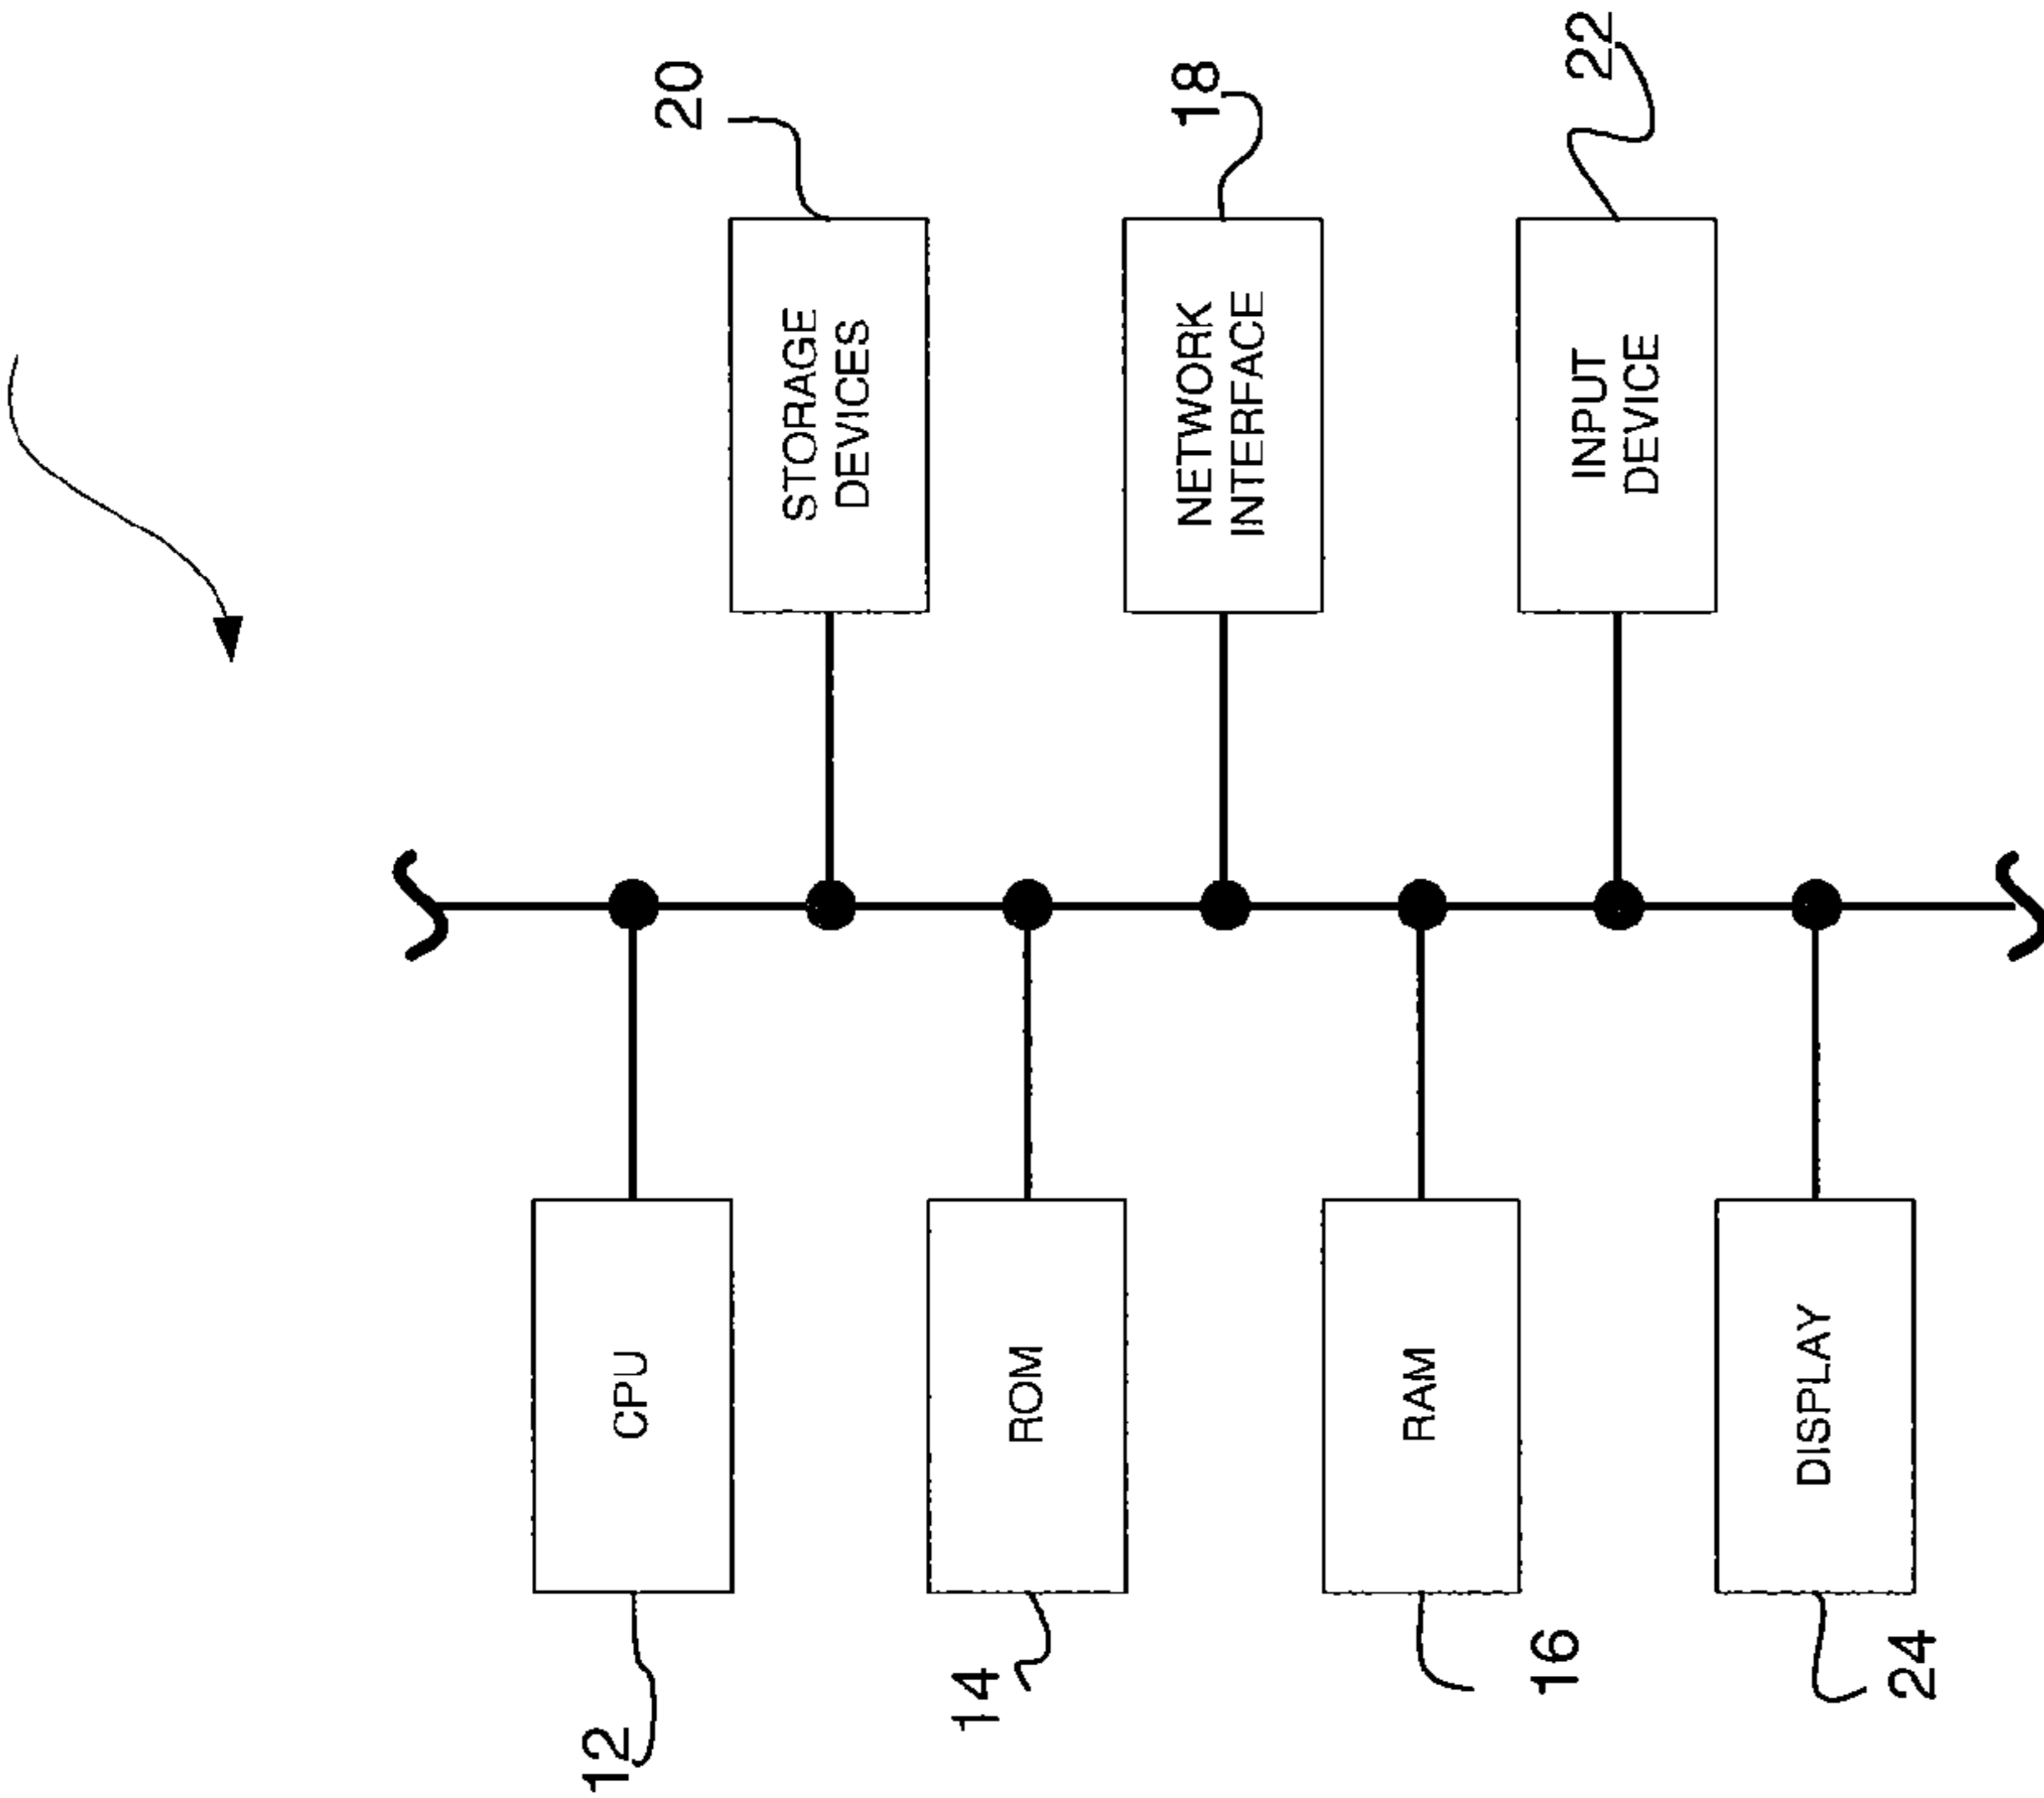 12
CPU
14
ROM
16
RAM
24
DISPLAY
20
STORAGE
DEVICES
18
NETWORK
INTERFACE
22
INPUT
DEVICE